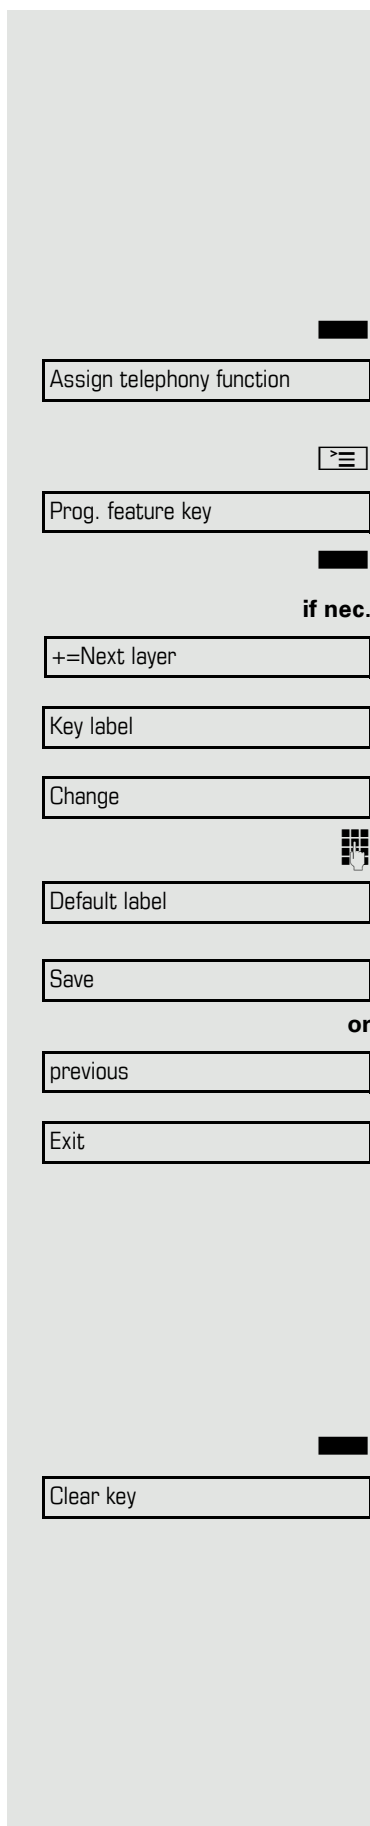 Assign telephony function
Prog. feature key
if nec.
+=Next layer
Key label
Change
Default label
Save
or
previous
Exit
Clear key